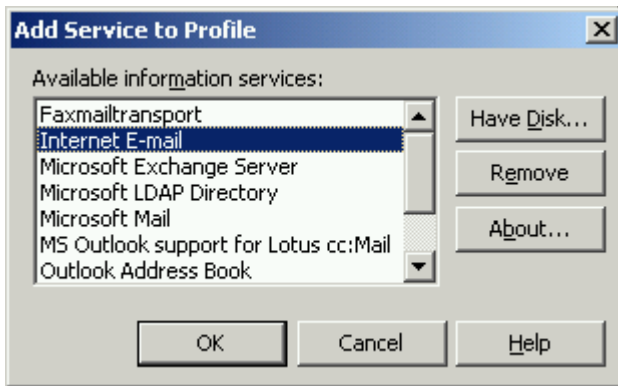 Add Service to Profile
Available information services:
Faxmailtransport
Internet E-mail
Microsoft Exchange Server
Microsoft LDAP Directory
Microsoft Mail
MS Outlook support for Lotus cc:Mail
Outlook Address Book
Have Disk...
Remove
About...
OK
Cancel
Help